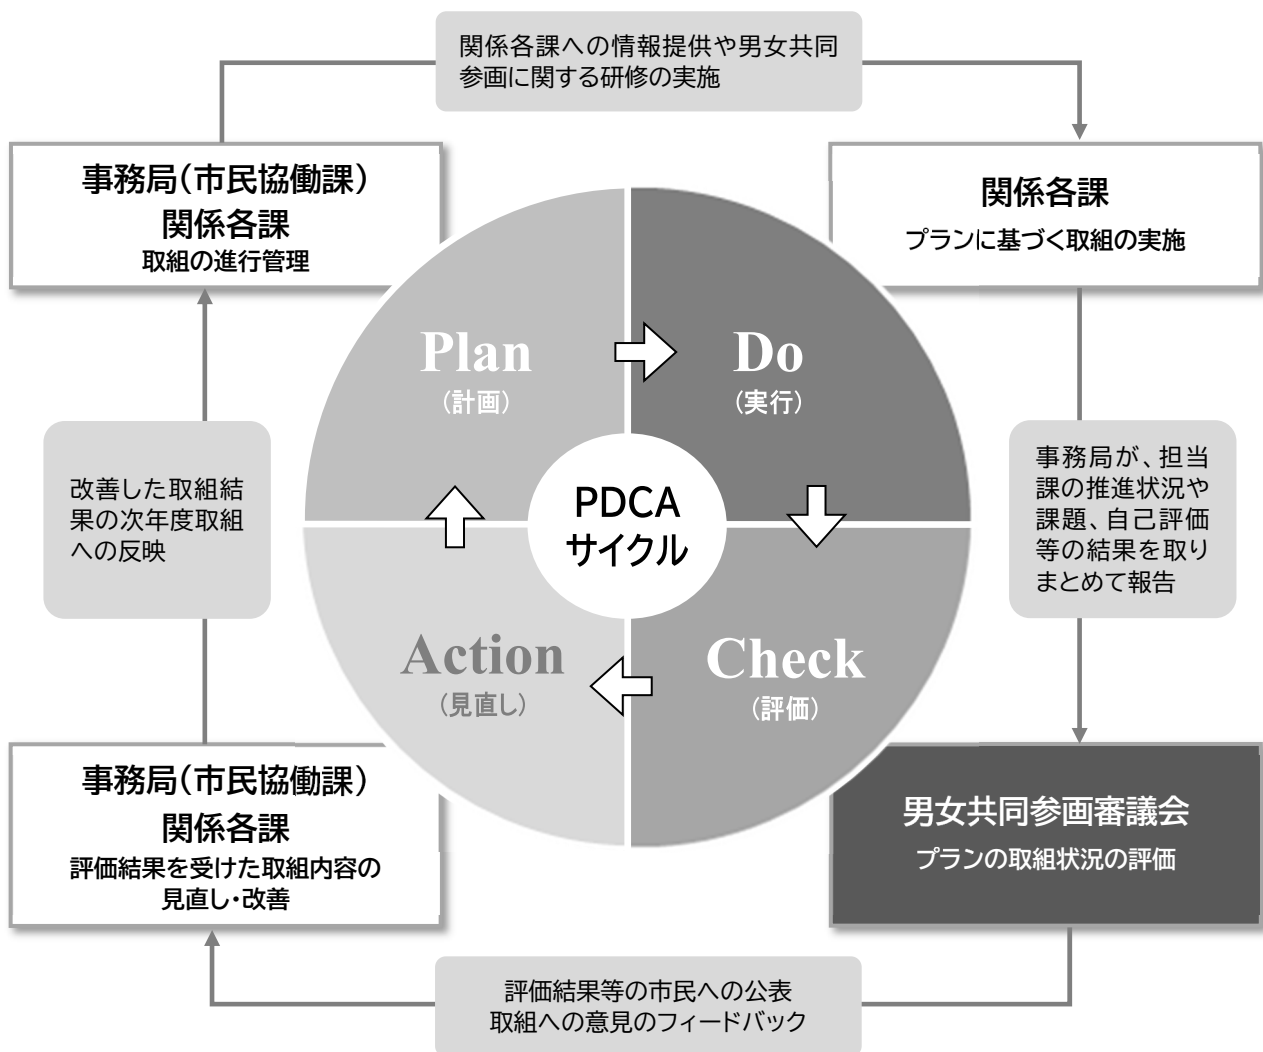 関係各課への情報提供や男女共同
参画に関する研修の実施
事務局(市民協働課)
関係各課
取組の進行管理
関係各課
プランに基づく取組の実施
Plan
(計画)
Do
(実行)
改善した取組結
果の次年度取組
への反映
PDCA
サイクル
事務局が、担当
課の推進状況や
課題、自己評価
等の結果を取り
まとめて報告
Action
(見直し)
Check
(評価)
事務局(市民協働課)
関係各課
評価結果を受けた取組内容の
見直し・改善
男女共同参画審議会
プランの取組状況の評価
評価結果等の市民への公表
取組への意見のフィードバック